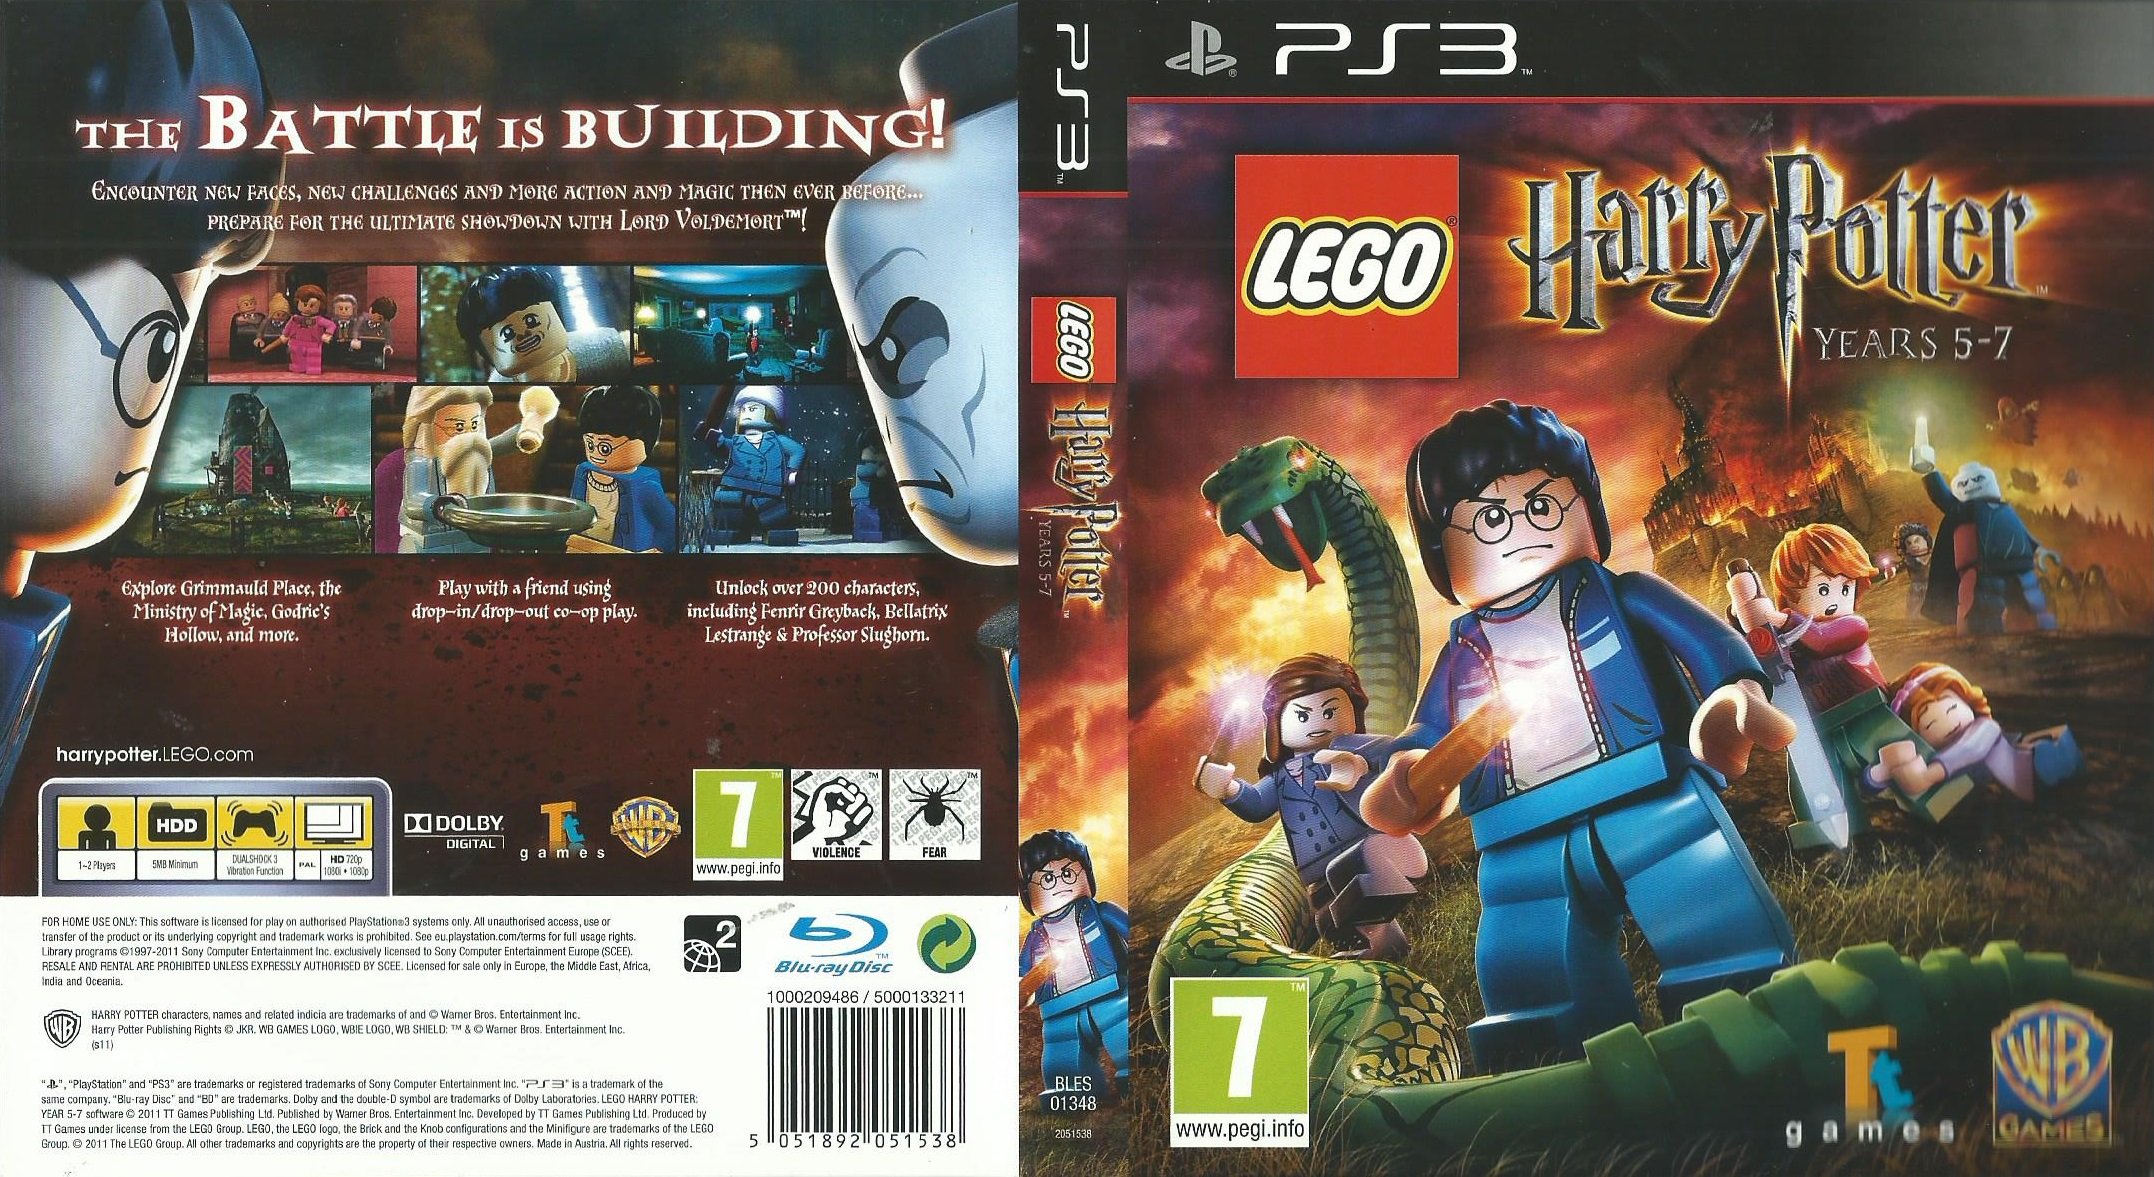 THE BATTLE IS BUILDING!
ENCOUNTER NEW FACES, NEW CHALLENGES AND MORE ACTION AND MAGIC THEN EVER BEFORE...
PREPARE FOR THE ULTIMATE SHOWDOWN WITH LORD VOLDEMORT™!
Explore Grimmauld Place, the
Ministry of Magic, Godric's
Hollow, and more.
Play with a friend using
drop-in/drop-out co-op play.
Unlock over 200 characters,
including Fenrir Greyback, Bellatrix
Lestrange & Professor Slughorn.
harrypotter.LEGO.com
1-2 Players
HDD
5MB Minimum
DUALSHOCK 3
Vibration Function
PAL
HD 720p
1080i • 1080p
DOLBY
DIGITAL
Tt
games
WB
7™
www.pegi.info
VIOLENCE
FEAR
FOR HOME USE ONLY: This software is licensed for play on authorised PlayStation®3 systems only. All unauthorised access, use or
transfer of the product or its underlying copyright and trademark works is prohibited. See eu.playstation.com/terms for full usage rights.
Library programs ©1997-2011 Sony Computer Entertainment Inc. exclusively licensed to Sony Computer Entertainment Europe (SCEE).
RESALE AND RENTAL ARE PROHIBITED UNLESS EXPRESSLY AUTHORISED BY SCEE. Licensed for sale only in Europe, the Middle East, Africa,
India and Oceania.
2
Blu-ray Disc™
WB
HARRY POTTER characters, names and related indicia are trademarks of and © Warner Bros. Entertainment Inc.
Harry Potter Publishing Rights © JKR. WB GAMES LOGO, WBIE LOGO, WB SHIELD: ™ & © Warner Bros. Entertainment Inc.
(s11)
1000209486 / 5000133211
"PS", "PlayStation" and "PS3" are trademarks or registered trademarks of Sony Computer Entertainment Inc. "PS3" is a trademark of the
same company. "Blu-ray Disc" and "BD" are trademarks. Dolby and the double-D symbol are trademarks of Dolby Laboratories. LEGO HARRY POTTER:
YEAR 5-7 software © 2011 TT Games Publishing Ltd. Published by Warner Bros. Entertainment Inc. Developed by TT Games Publishing Ltd. Produced by
TT Games under license from the LEGO Group. LEGO, the LEGO logo, the Brick and the Knob configurations and the Minifigure are trademarks of the LEGO
Group. © 2011 The LEGO Group. All other trademarks and copyrights are the property of their respective owners. Made in Austria. All rights reserved.
5 051892 051538
PS3™
LEGO
Harry Potter
YEARS 5-7™
BLES
01348
2051538
PS3™
LEGO®
Harry Potter™
YEARS 5-7
7™
www.pegi.info
Tt
games
WB
GAMES